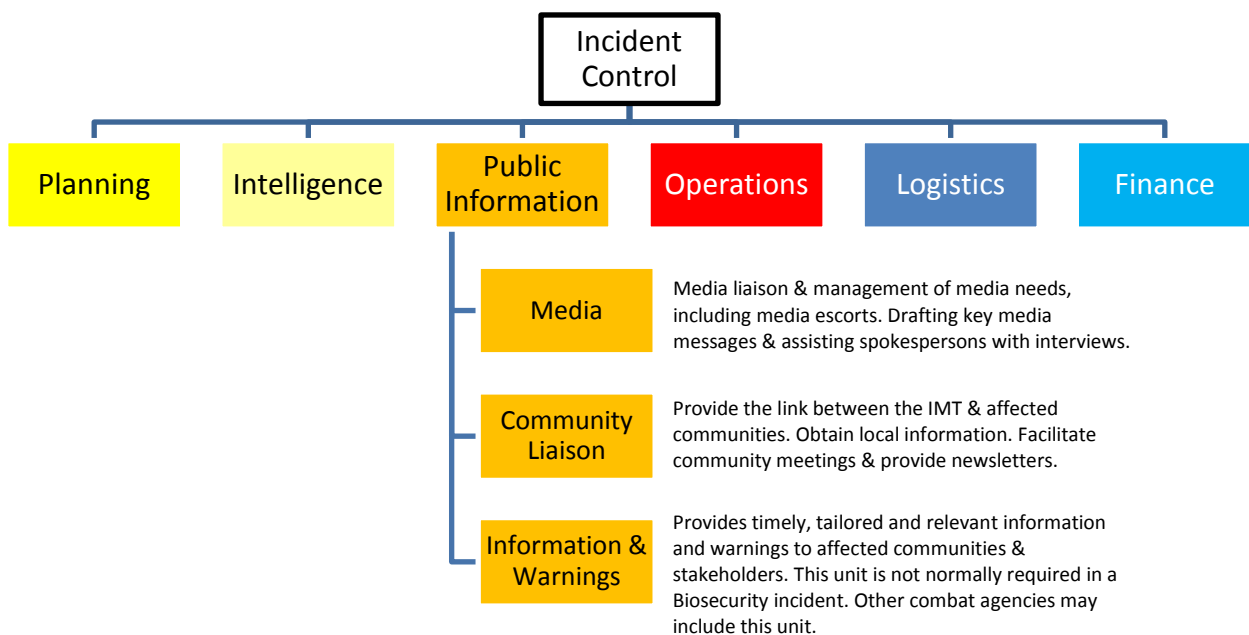 Incident
Control
Planning
Intelligence
Public
Information
Operations
Logistics
Finance
Media
Media liaison & management of media needs,
including media escorts. Drafting key media
messages & assisting spokespersons with interviews.
Community
Liaison
Provide the link between the IMT & affected
communities. Obtain local information. Facilitate
community meetings & provide newsletters.
Information &
Warnings
Provides timely, tailored and relevant information
and warnings to affected communities &
stakeholders. This unit is not normally required in a
Biosecurity incident. Other combat agencies may
include this unit.